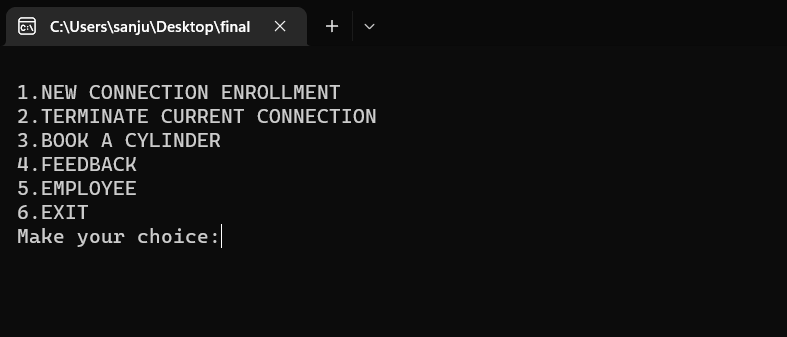 C:\Users\sanju\Desktop\final
1.NEW CONNECTION ENROLLMENT
2.TERMINATE CURRENT CONNECTION
3.BOOK A CYLINDER
4.FEEDBACK
5.EMPLOYEE
6.EXIT
Make your choice: